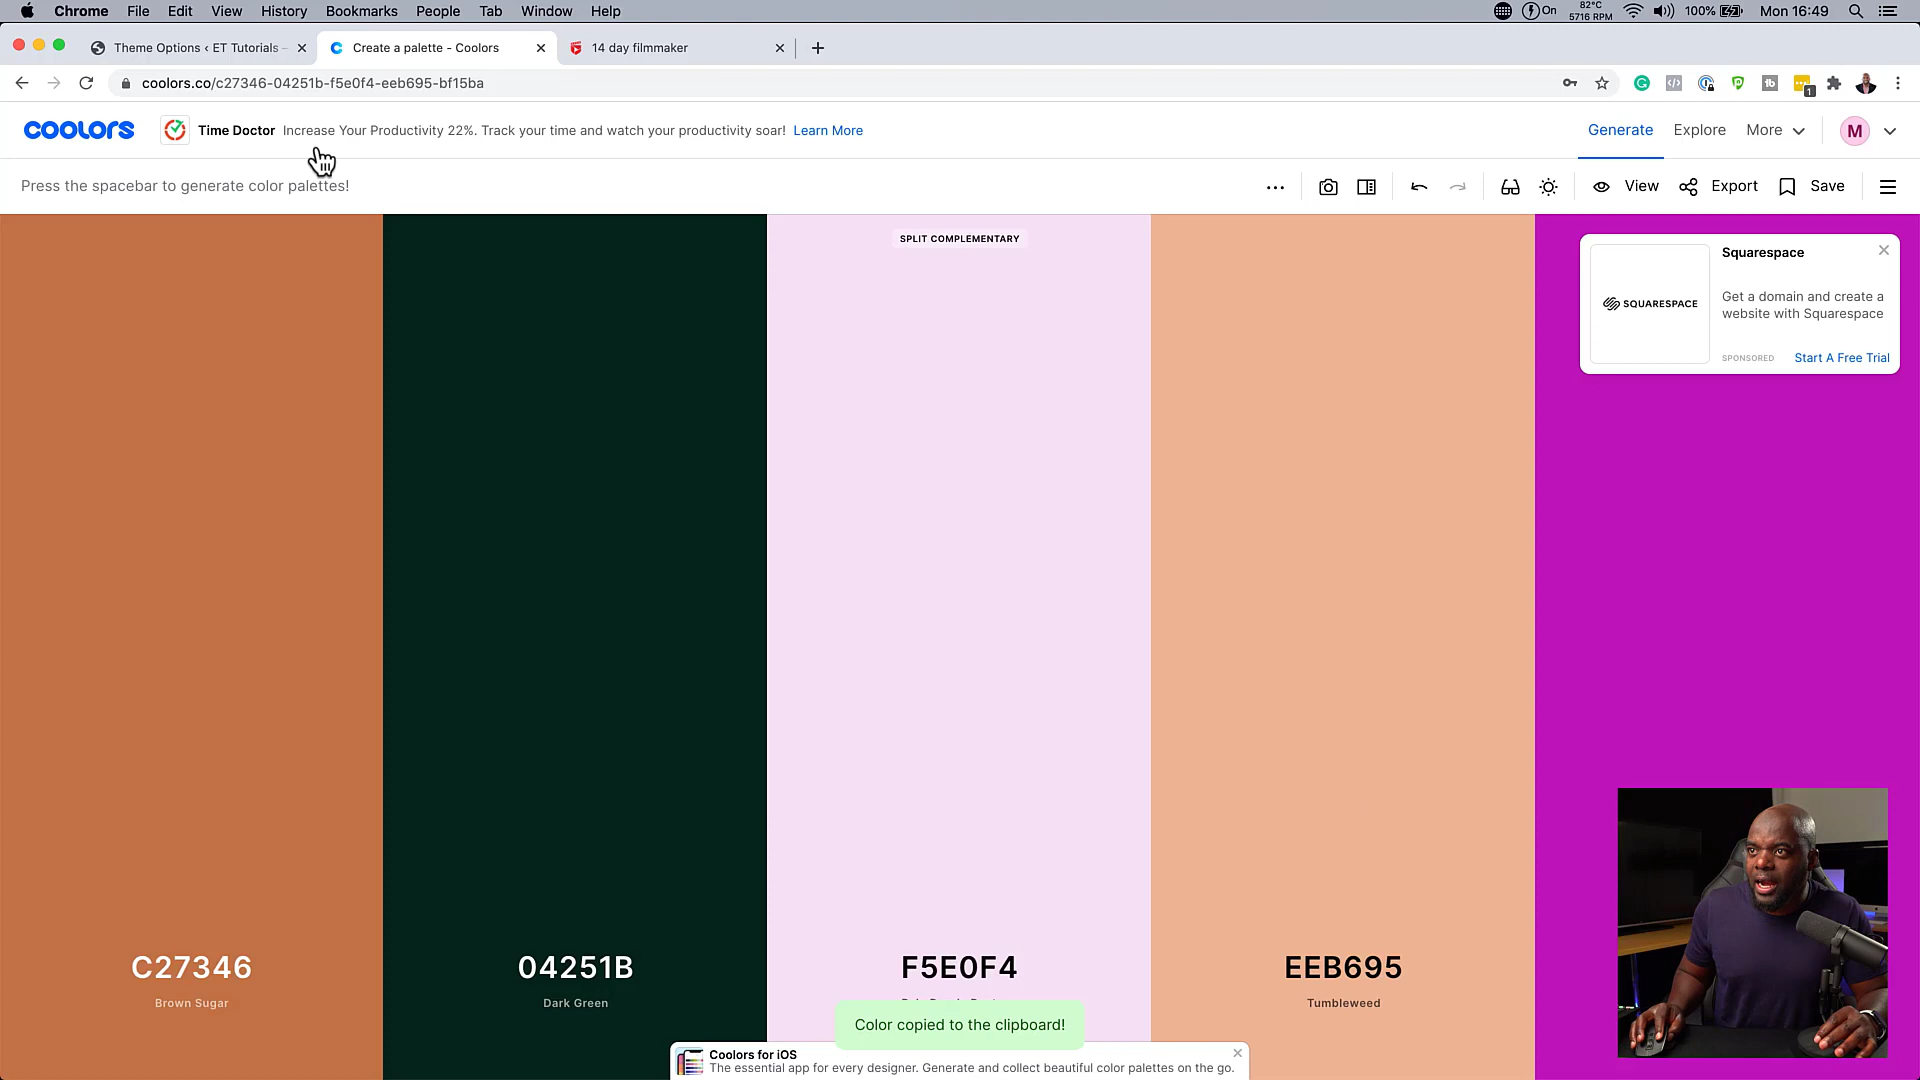 Chrome File Edit View History Bookmarks People Tab Window Help
On 82°C 5716 RPM 100% Mon 16:49
Theme Options ‹ ET Tutorials –
Create a palette - Coolors
14 day filmmaker
coolors.co/c27346-04251b-f5e0f4-eeb695-bf15ba
1
coolors
Time Doctor Increase Your Productivity 22%. Track your time and watch your productivity soar! Learn More
Generate Explore More M
Press the spacebar to generate color palettes!
View Export Save
SPLIT COMPLEMENTARY
Squarespace
SQUARESPACE
Get a domain and create a
website with Squarespace
SPONSORED Start A Free Trial
C27346
Brown Sugar
04251B
Dark Green
F5E0F4
EEB695
Tumbleweed
Color copied to the clipboard!
Coolors for iOS
The essential app for every designer. Generate and collect beautiful color palettes on the go.